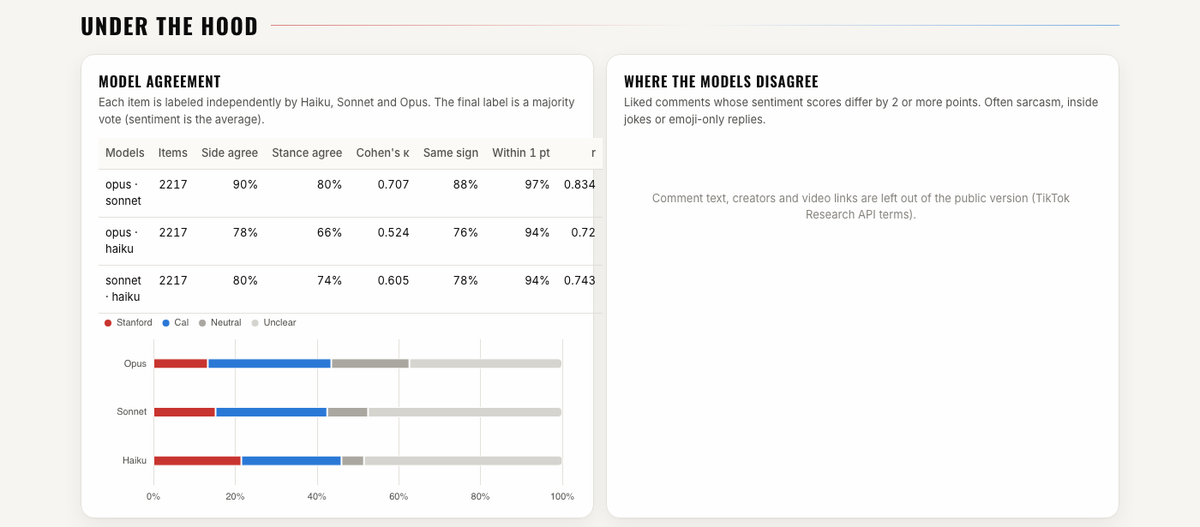 UNDER THE HOOD
MODEL AGREEMENT
Each item is labeled independently by Haiku, Sonnet and Opus. The final label is a majority
vote (sentiment is the average).
Models Items Side agree Stance agree Cohen's κ Same sign Within 1 pt r
opus · 2217 90% 80% 0.707 88% 97% 0.834
sonnet
opus · 2217 78% 66% 0.524 76% 94% 0.72
haiku
sonnet 2217 80% 74% 0.605 78% 94% 0.743
· haiku
Stanford Cal Neutral Unclear
Opus
Sonnet
Haiku
0% 20% 40% 60% 80% 100%
WHERE THE MODELS DISAGREE
Liked comments whose sentiment scores differ by 2 or more points. Often sarcasm, inside
jokes or emoji-only replies.
Comment text, creators and video links are left out of the public version (TikTok
Research API terms).